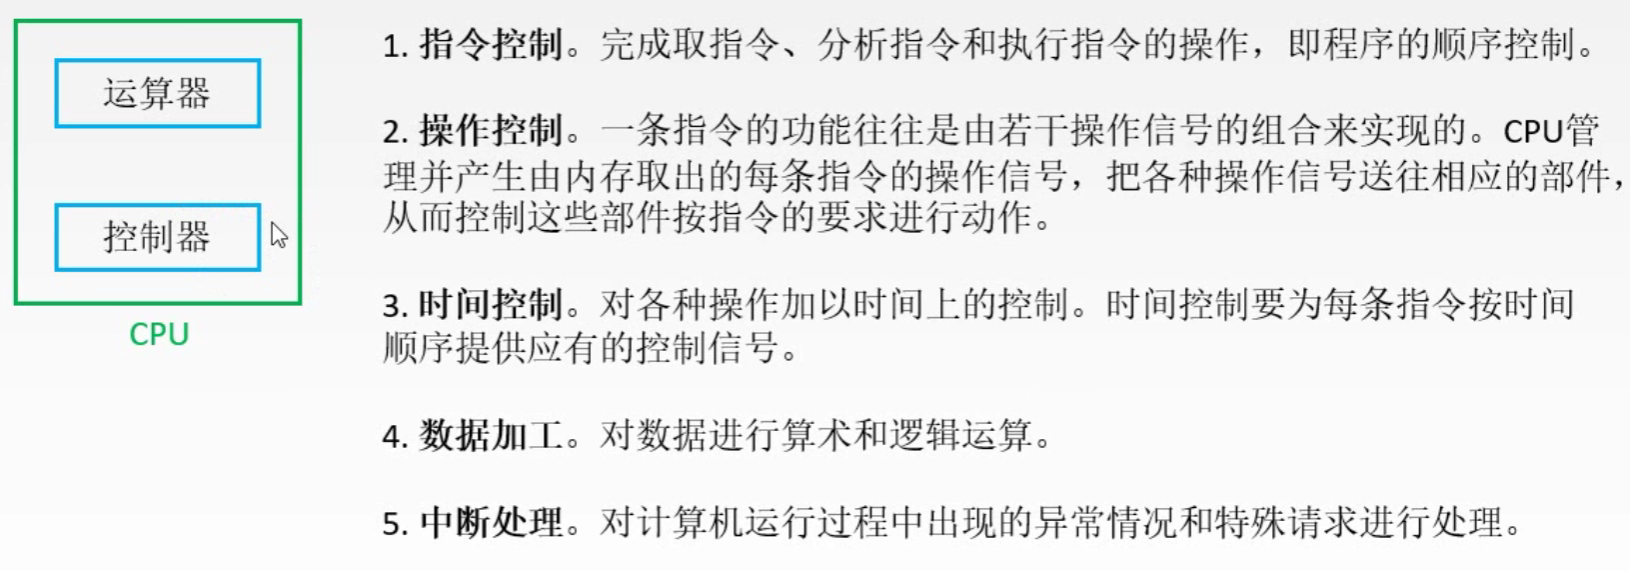 运算器
控制器
CPU
1. 指令控制。完成取指令、分析指令和执行指令的操作，即程序的顺序控制。
2. 操作控制。一条指令的功能往往是由若干操作信号的组合来实现的。CPU管
理并产生由内存取出的每条指令的操作信号，把各种操作信号送往相应的部件，
从而控制这些部件按指令的要求进行动作。
3. 时间控制。对各种操作加以时间上的控制。时间控制要为每条指令按时间
顺序提供应有的控制信号。
4. 数据加工。对数据进行算术和逻辑运算。
5. 中断处理。对计算机运行过程中出现的异常情况和特殊请求进行处理。